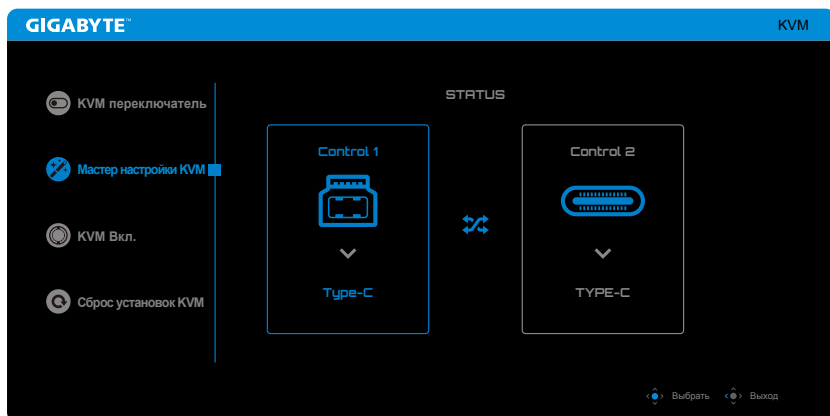 GIGABYTE™
KVM
KVM переключатель
Мастер настройки KVM
KVM Вкл.
Сброс установок KVM
STATUS
Control 1
Type-C
Control 2
TYPE-C
Выбрать
Выход